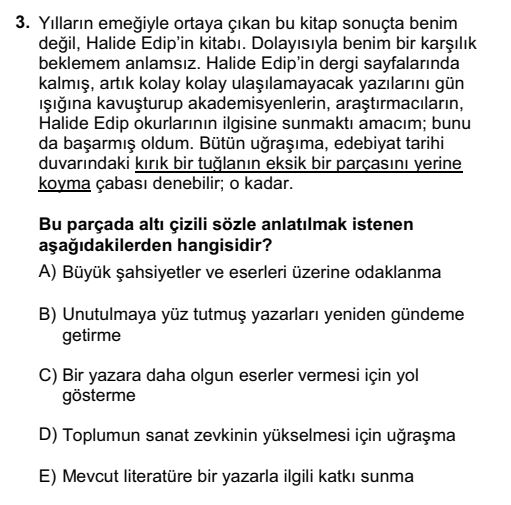 3. Yılların emeğiyle ortaya çıkan bu kitap sonuçta benim
değil, Halide Edip'in kitabı. Dolayısıyla benim bir karşılık
beklemem anlamsız. Halide Edip'in dergi sayfalarında
kalmış, artık kolay kolay ulaşılamayacak yazılarını gün
ışığına kavuşturup akademisyenlerin, araştırmacıların,
Halide Edip okurlarının ilgisine sunmaktı amacım; bunu
da başarmış oldum. Bütün uğraşıma, edebiyat tarihi
duvarındaki kırık bir tuğlanın eksik bir parçasını yerine
koyma çabası denebilir; o kadar.
Bu parçada altı çizili sözle anlatılmak istenen
aşağıdakilerden hangisidir?
A) Büyük şahsiyetler ve eserleri üzerine odaklanma
B) Unutulmaya yüz tutmuş yazarları yeniden gündeme
getirme
C) Bir yazara daha olgun eserler vermesi için yol
gösterme
D) Toplumun sanat zevkinin yükselmesi için uğraşma
E) Mevcut literatüre bir yazarla ilgili katkı sunma